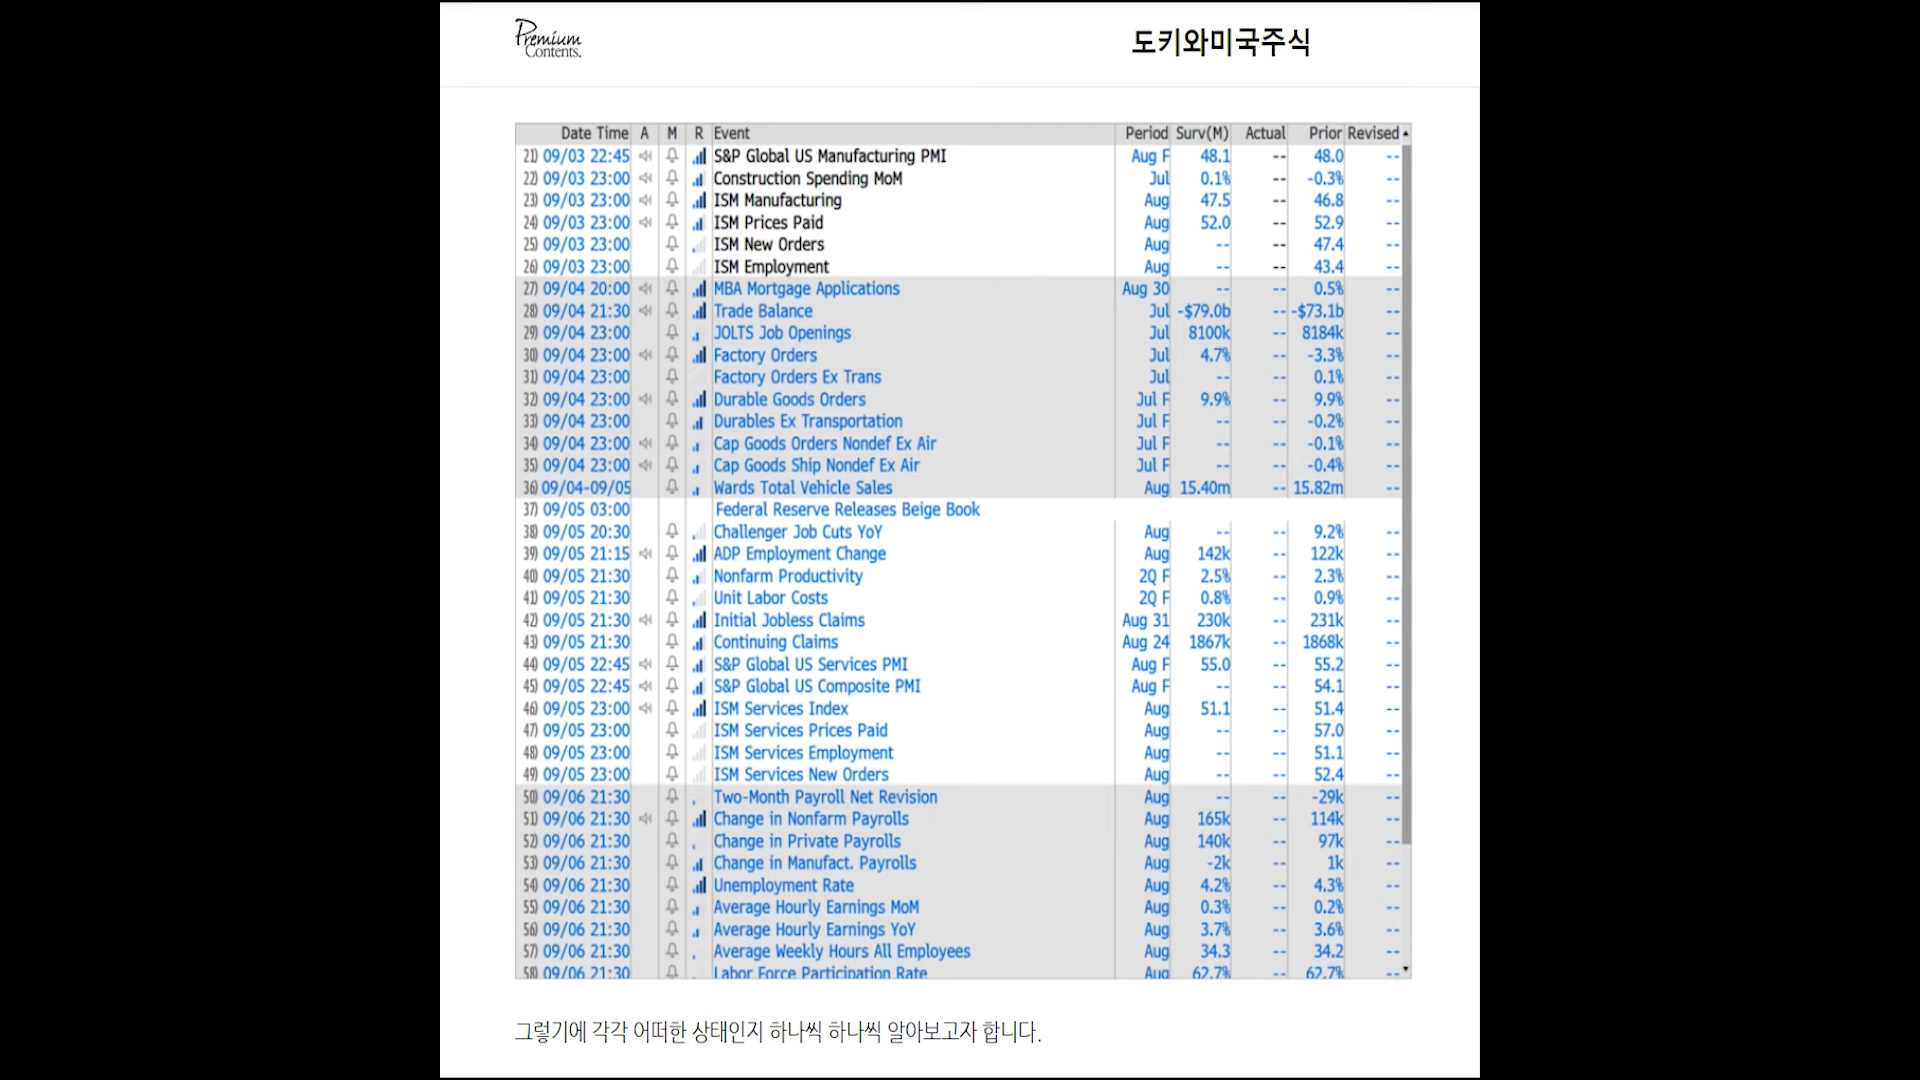 Premium
Contents.
도키와미국주식
Date Time A M R Event Period Surv(M) Actual Prior Revised
21) 09/03 22:45 S&P Global US Manufacturing PMI Aug F 48.1 -- 48.0 --
22) 09/03 23:00 Construction Spending MoM Jul 0.1% -- -0.3% --
23) 09/03 23:00 ISM Manufacturing Aug 47.5 -- 46.8 --
24) 09/03 23:00 ISM Prices Paid Aug 52.0 -- 52.9 --
25) 09/03 23:00 ISM New Orders Aug -- -- 47.4 --
26) 09/03 23:00 ISM Employment Aug -- -- 43.4 --
27) 09/04 20:00 MBA Mortgage Applications Aug 30 -- -- 0.5% --
28) 09/04 21:30 Trade Balance Jul -$79.0b -- -$73.1b --
29) 09/04 23:00 JOLTS Job Openings Jul 8100k -- 8184k --
30) 09/04 23:00 Factory Orders Jul 4.7% -- -3.3% --
31) 09/04 23:00 Factory Orders Ex Trans Jul -- -- 0.1% --
32) 09/04 23:00 Durable Goods Orders Jul F 9.9% -- 9.9% --
33) 09/04 23:00 Durables Ex Transportation Jul F -- -- -0.2% --
34) 09/04 23:00 Cap Goods Orders Nondef Ex Air Jul F -- -- -0.1% --
35) 09/04 23:00 Cap Goods Ship Nondef Ex Air Jul F -- -- -0.4% --
36) 09/04-09/05 Wards Total Vehicle Sales Aug 15.40m -- 15.82m --
37) 09/05 03:00 Federal Reserve Releases Beige Book
38) 09/05 20:30 Challenger Job Cuts YoY Aug -- -- 9.2% --
39) 09/05 21:15 ADP Employment Change Aug 142k -- 122k --
40) 09/05 21:30 Nonfarm Productivity 2Q F 2.5% -- 2.3% --
41) 09/05 21:30 Unit Labor Costs 2Q F 0.8% -- 0.9% --
42) 09/05 21:30 Initial Jobless Claims Aug 31 230k -- 231k --
43) 09/05 21:30 Continuing Claims Aug 24 1867k -- 1868k --
44) 09/05 22:45 S&P Global US Services PMI Aug F 55.0 -- 55.2 --
45) 09/05 22:45 S&P Global US Composite PMI Aug F -- -- 54.1 --
46) 09/05 23:00 ISM Services Index Aug 51.1 -- 51.4 --
47) 09/05 23:00 ISM Services Prices Paid Aug -- -- 57.0 --
48) 09/05 23:00 ISM Services Employment Aug -- -- 51.1 --
49) 09/05 23:00 ISM Services New Orders Aug -- -- 52.4 --
50) 09/06 21:30 Two-Month Payroll Net Revision Aug -- -- -29k --
51) 09/06 21:30 Change in Nonfarm Payrolls Aug 165k -- 114k --
52) 09/06 21:30 Change in Private Payrolls Aug 140k -- 97k --
53) 09/06 21:30 Change in Manufact. Payrolls Aug -2k -- 1k --
54) 09/06 21:30 Unemployment Rate Aug 4.2% -- 4.3% --
55) 09/06 21:30 Average Hourly Earnings MoM Aug 0.3% -- 0.2% --
56) 09/06 21:30 Average Hourly Earnings YoY Aug 3.7% -- 3.6% --
57) 09/06 21:30 Average Weekly Hours All Employees Aug 34.3 -- 34.2 --
58) 09/06 21:30 Labor Force Participation Rate Aug 62.7% -- 62.7% --
그렇기에 각각 어떠한 상태인지 하나씩 하나씩 알아보고자 합니다.